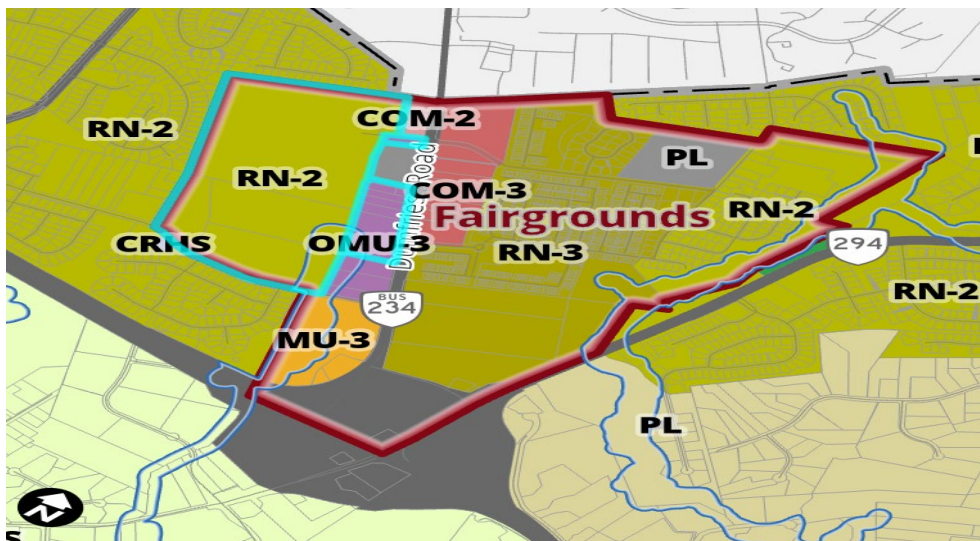 COM-2
RN-2
PL
RN-2
Dumfries Road
COM-3
RN-2
Fairgrounds
CRHS
OMU-3
RN-3
294
RN-2
BUS
234
MU-3
PL
N